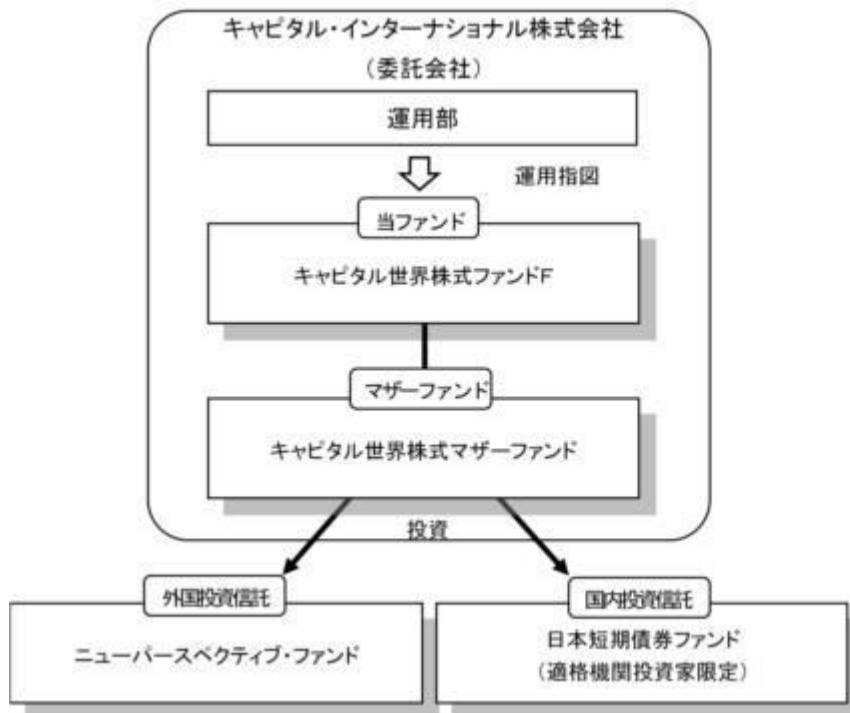 キャピタル・インターナショナル株式会社
（委託会社）
運用部
運用指図
当ファンド
キャピタル世界株式ファンドF
マザーファンド
キャピタル世界株式マザーファンド
投資
外国投資信託
国内投資信託
ニューパースペクティブ・ファンド
日本短期債券ファンド
（適格機関投資家限定）